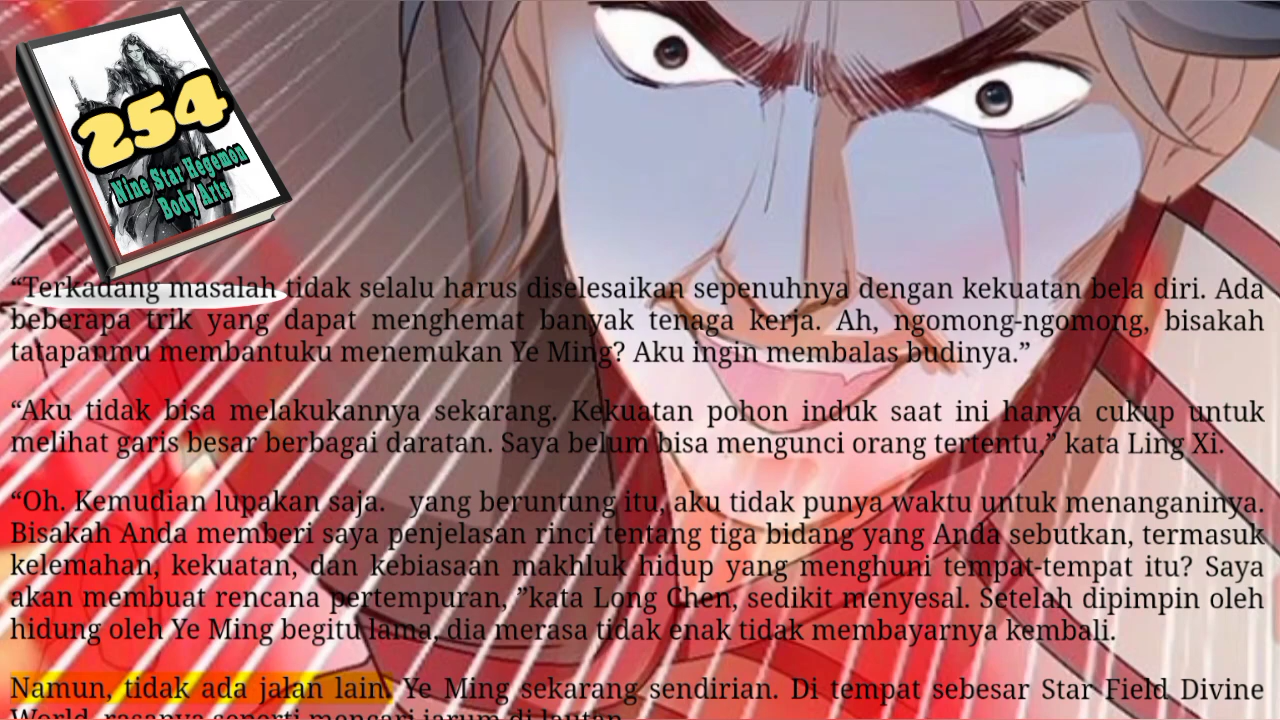 254
Nine Star Hegemon
Body Arts
“Terkadang masalah tidak selalu harus diselesaikan sepenuhnya dengan kekuatan bela diri. Ada
beberapa trik yang dapat menghemat banyak tenaga kerja. Ah, ngomong-ngomong, bisakah
tatapanmu membantuku menemukan Ye Ming? Aku ingin membalas budinya.”
“Aku tidak bisa melakukannya sekarang. Kekuatan pohon induk saat ini hanya cukup untuk
melihat garis besar berbagai daratan. Saya belum bisa mengunci orang tertentu,” kata Ling Xi.
“Oh. Kemudian lupakan saja. yang beruntung itu, aku tidak punya waktu untuk menanganinya.
Bisakah Anda memberi saya penjelasan rinci tentang tiga bidang yang Anda sebutkan, termasuk
kelemahan, kekuatan, dan kebiasaan makhluk hidup yang menghuni tempat-tempat itu? Saya
akan membuat rencana pertempuran, ”kata Long Chen, sedikit menyesal. Setelah dipimpin oleh
hidung oleh Ye Ming begitu lama, dia merasa tidak enak tidak membayarnya kembali.
Namun, tidak ada jalan lain. Ye Ming sekarang sendirian. Di tempat sebesar Star Field Divine
World, rasanya seperti mencari jarum di lautan.